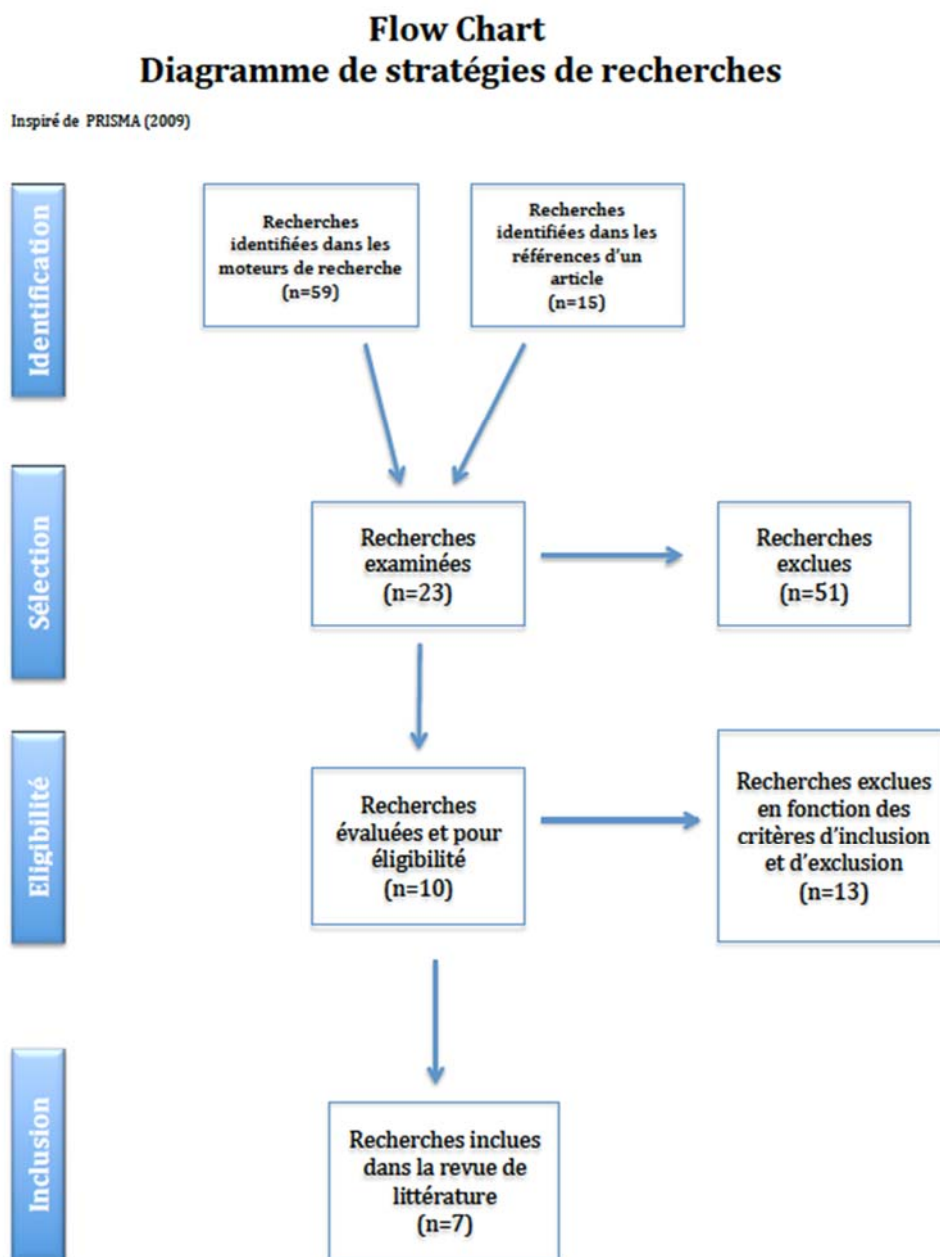 Flow Chart
Diagramme de stratégies de recherches
Inspiré de PRISMA (2009)
Identification
Recherches
identifiées dans les
moteurs de recherche
(n=59)
Recherches
identifiées dans les
références d'un
article
(n=15)
Sélection
Recherches
examinées
(n=23)
Recherches
exclues
(n=51)
Eligibilité
Recherches
évaluées et pour
éligibilité
(n=10)
Recherches exclues
en fonction des
critères d'inclusion
et d'exclusion
(n=13)
Inclusion
Recherches inclues
dans la revue de
littérature
(n=7)